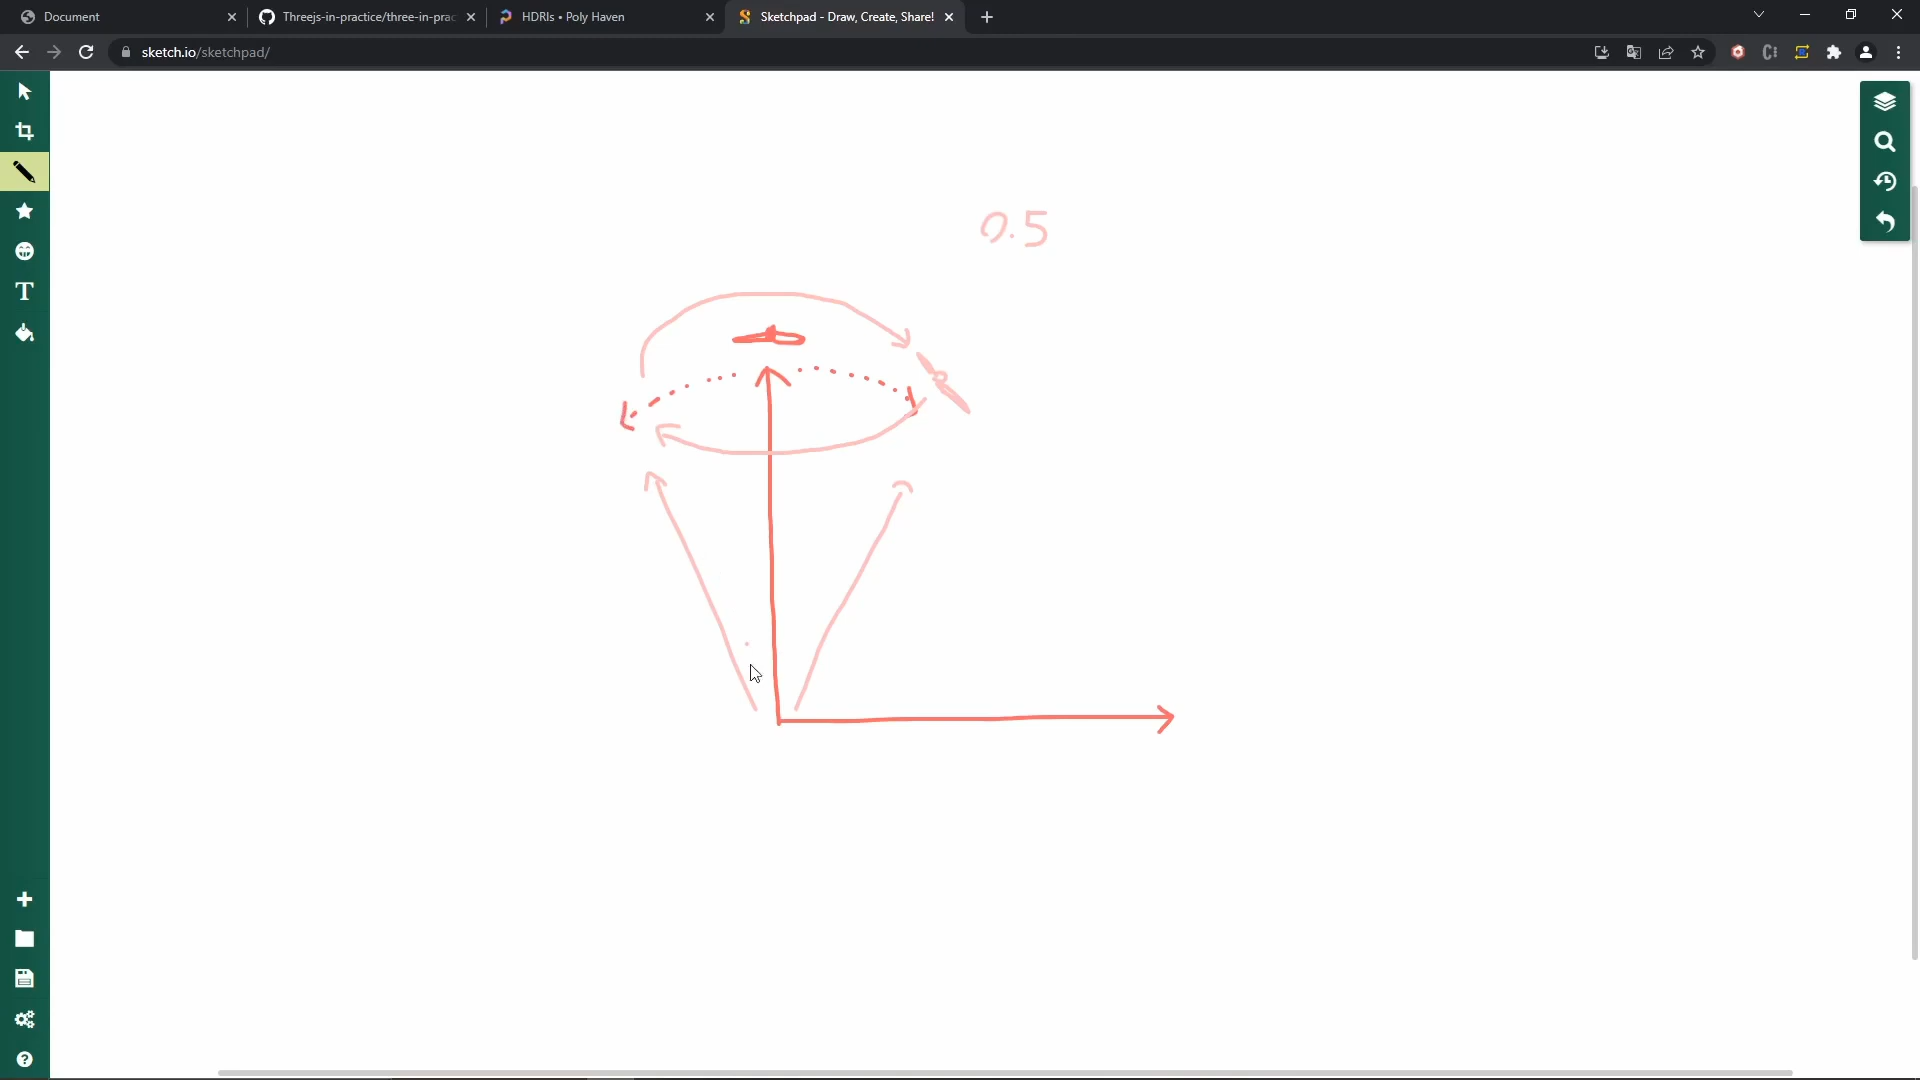 Document
Threejs-in-practice/three-in-prac
HDRIs • Poly Haven
Sketchpad - Draw, Create, Share!
sketch.io/sketchpad/
0.5